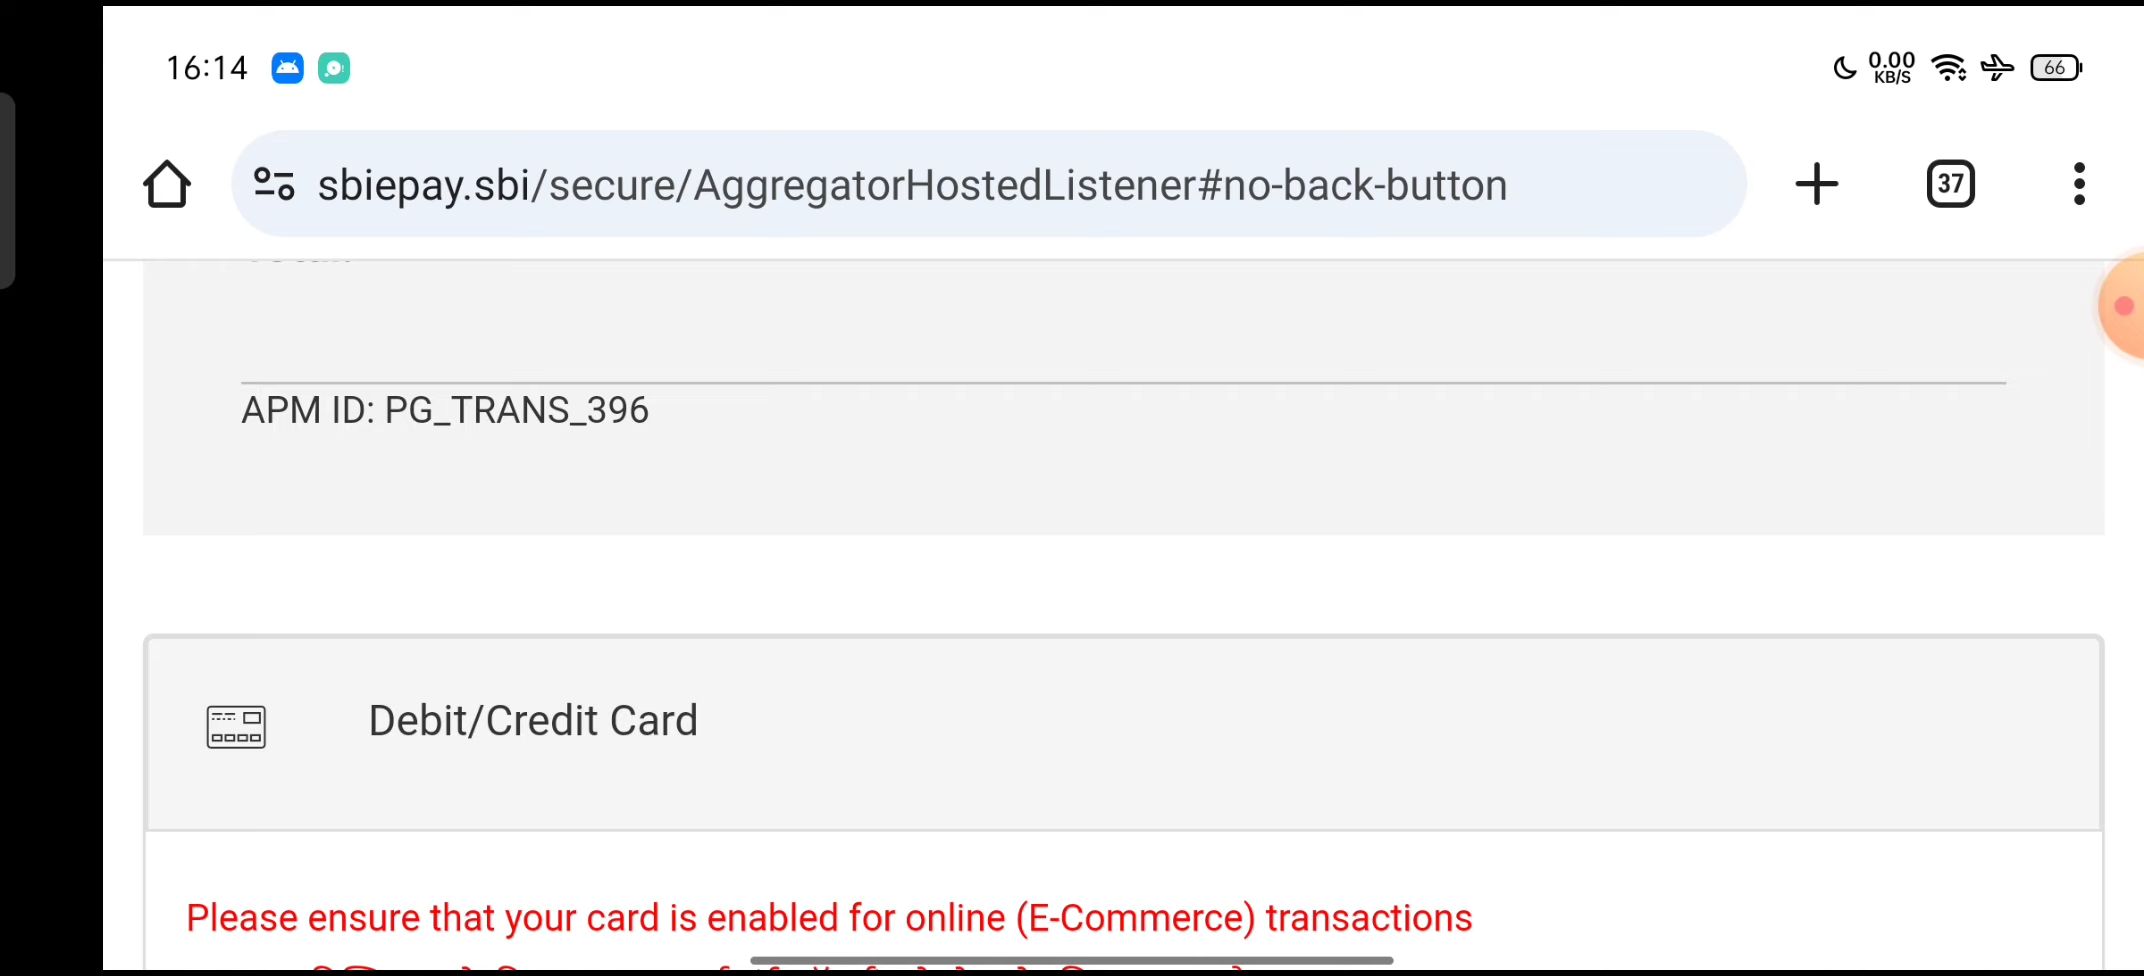 16:14
0.00
KB/S
66
sbiepay.sbi/secure/AggregatorHostedListener#no-back-button
37
APM ID: PG_TRANS_396
Debit/Credit Card
Please ensure that your card is enabled for online (E-Commerce) transactions